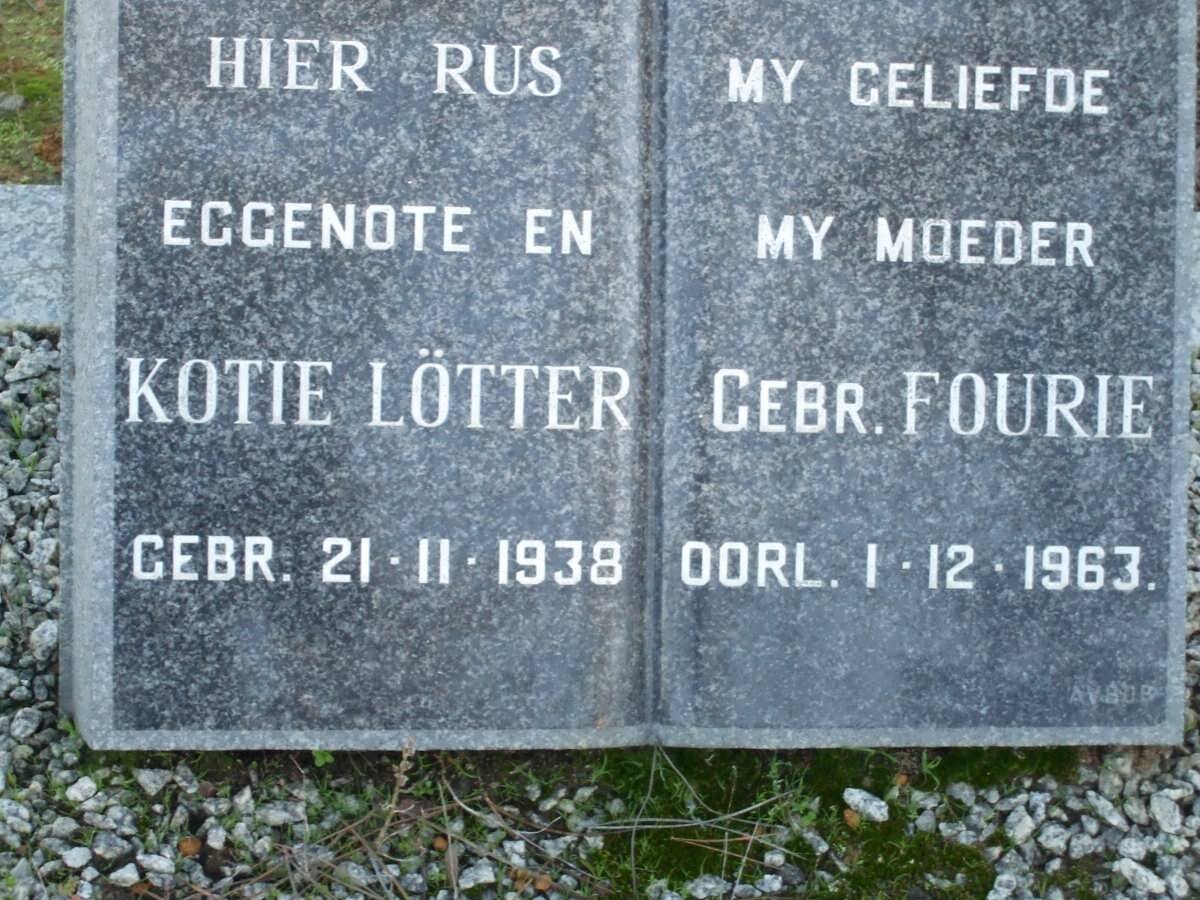 HIER RUS MY GELIEFDE
EGGENOTE EN MY MOEDER
KOTIE LÖTTER GEBR. FOURIE
GEBR. 21·11·1938 OORL. 1·12·1963.
AVBOB